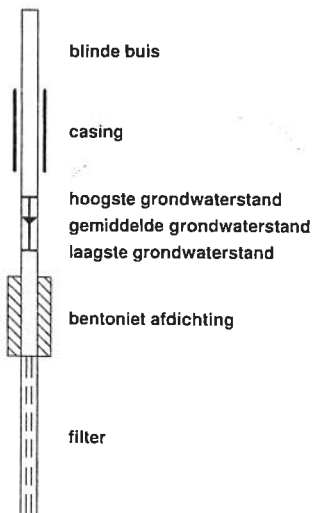 blinde buis
casing
hoogste grondwaterstand
gemiddelde grondwaterstand
laagste grondwaterstand
bentoniet afdichting
filter